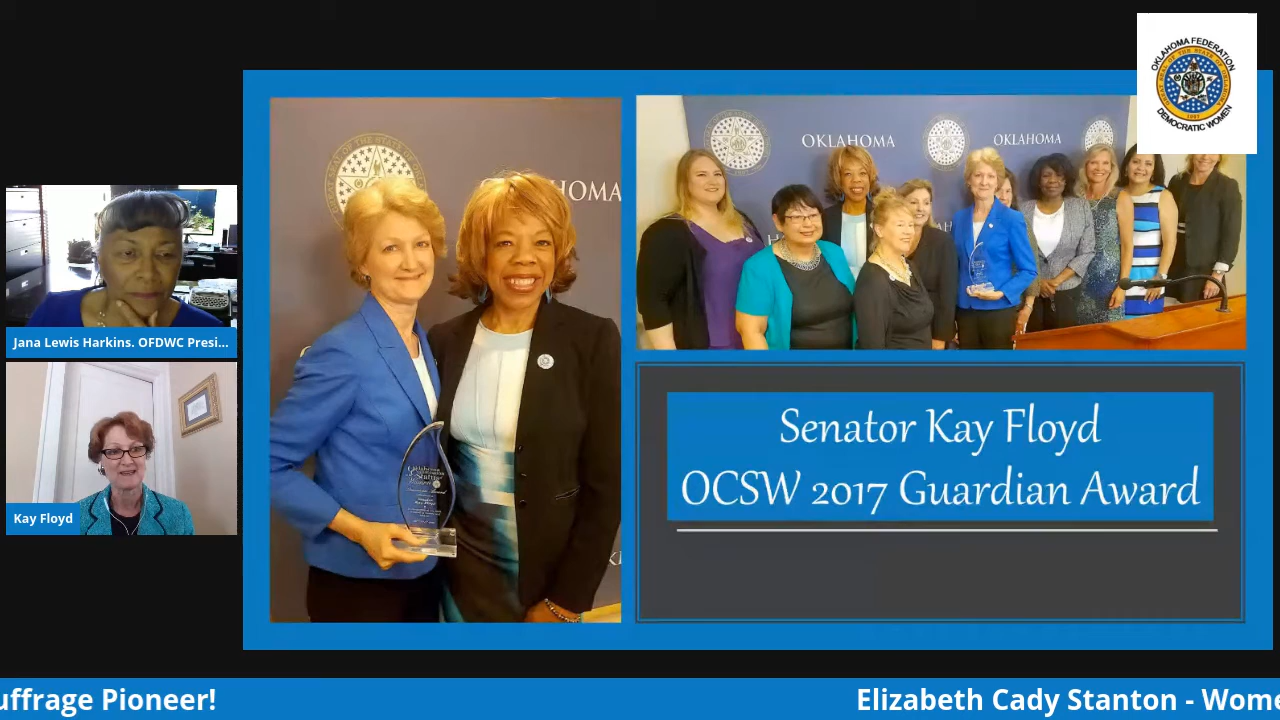 OKLAHOMA FEDERATION
DEMOCRATIC WOMEN
OKLAHOMA
OKLAHOMA
HOMA
Jana Lewis Harkins. OFDWC Presi...
Kay Floyd
Senator Kay Floyd
OCSW 2017 Guardian Award
uffrage Pioneer!
Elizabeth Cady Stanton - Wome